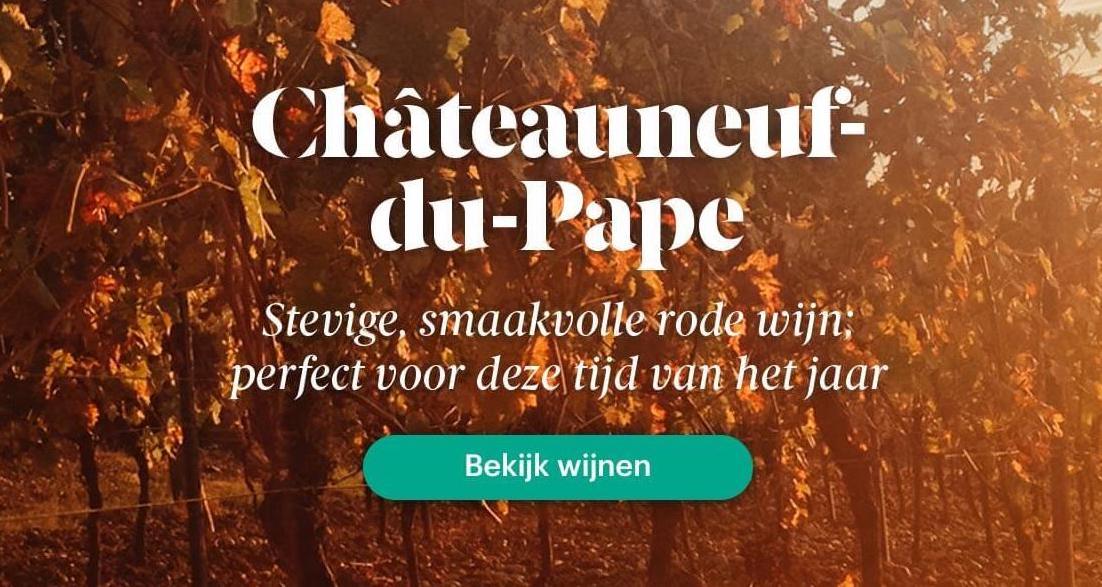 Châteauneuf-
du-Pape
Stevige, smaakvolle rode wijn;
perfect voor deze tijd van het jaar
Bekijk wijnen